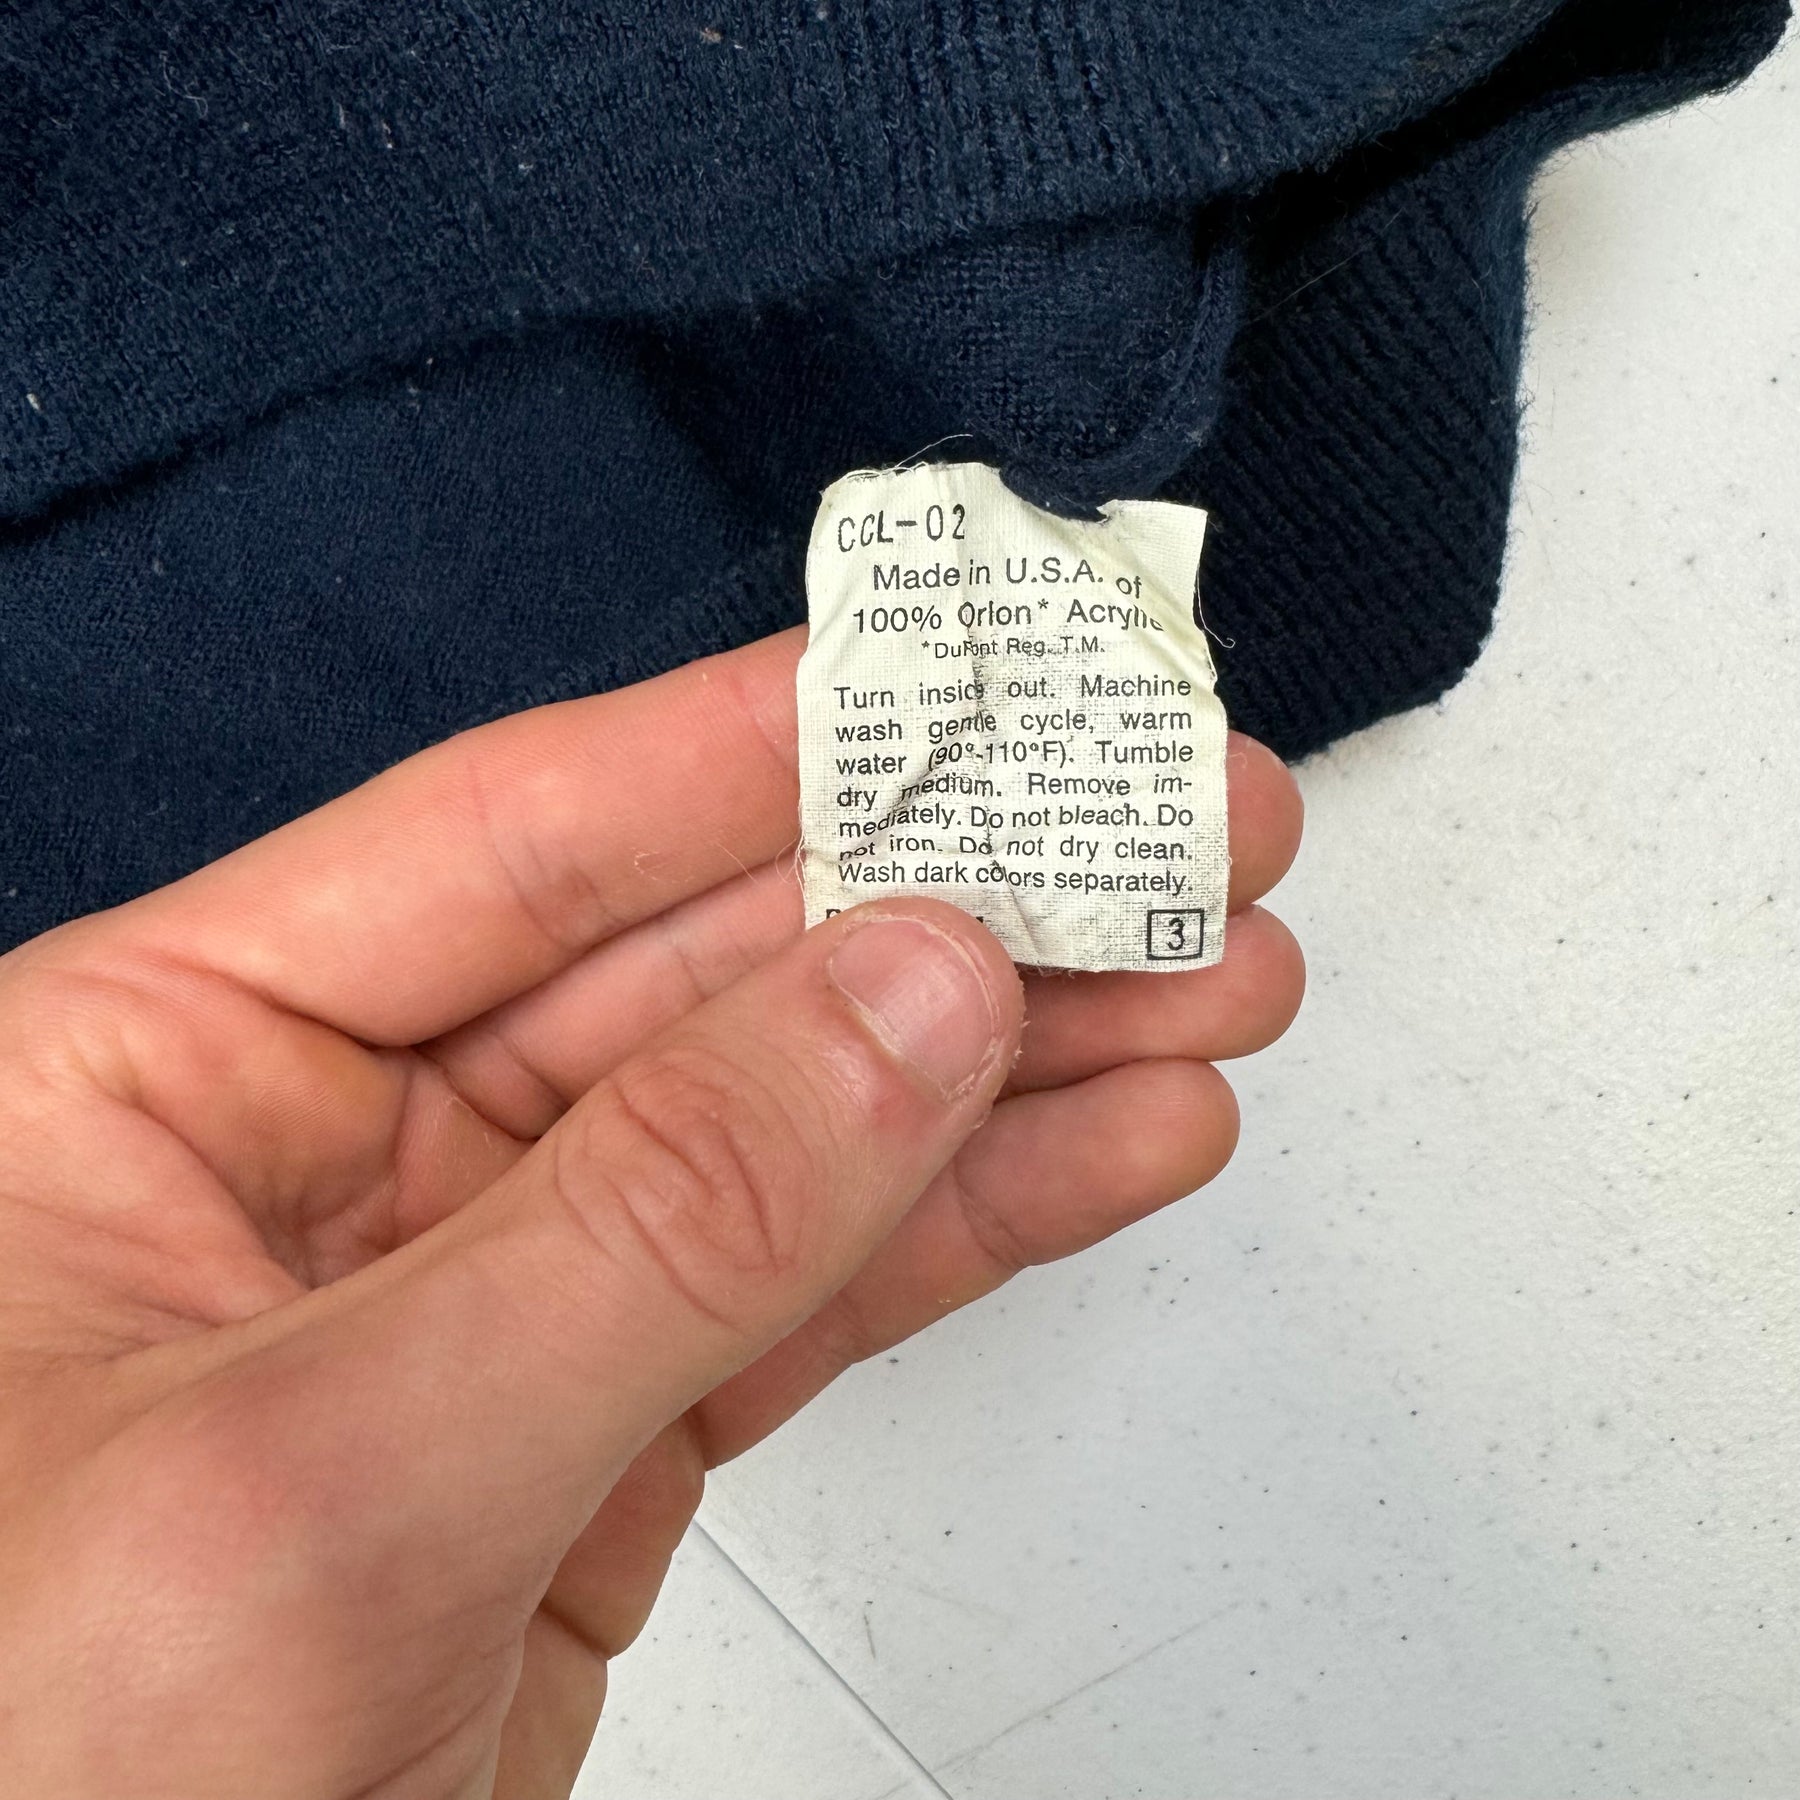 CCL-02
Made in U.S.A. of
100% Orlon* Acrylic
*DuPont Reg. T.M.
Turn inside out. Machine
wash gentle cycle, warm
water (90°-110°F). Tumble
dry medium. Remove im-
mediately. Do not bleach. Do
not iron. Do not dry clean.
Wash dark colors separately.
3